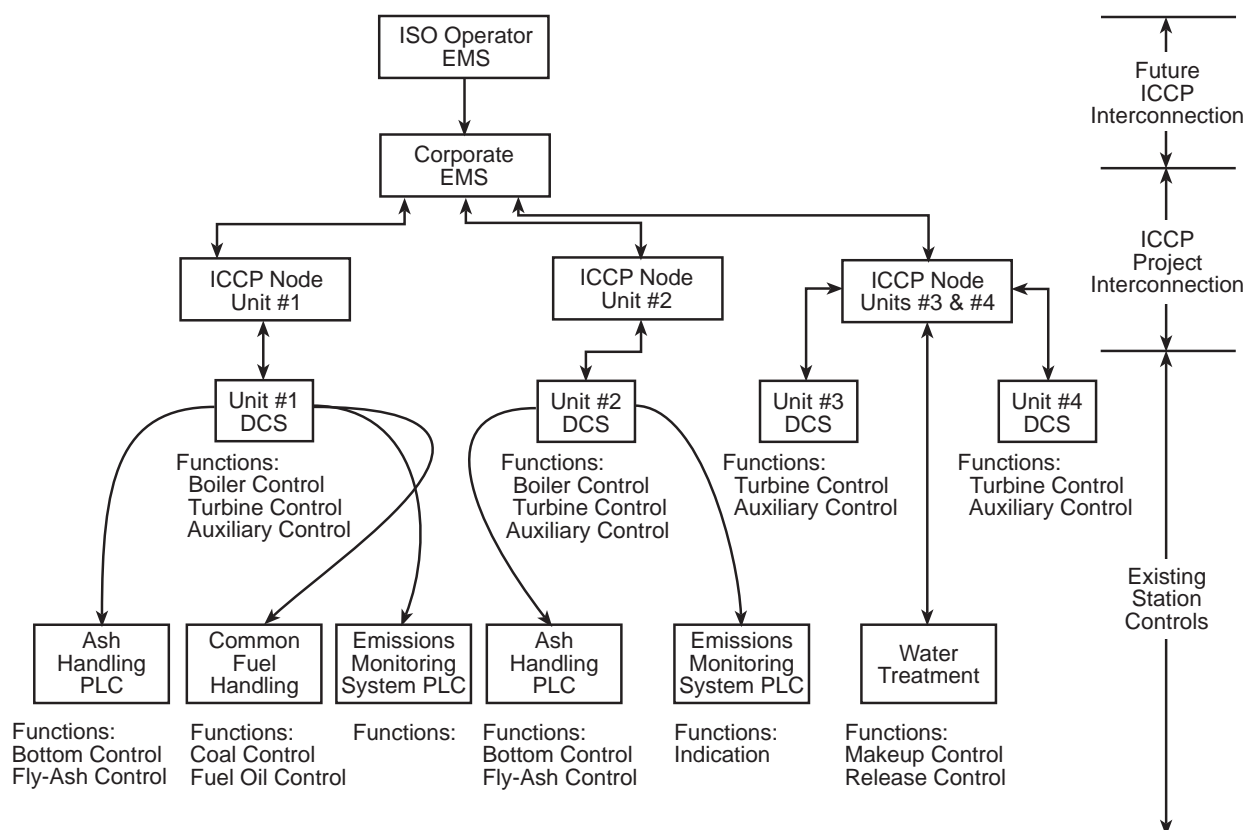 ISO Operator
EMS
Future
ICCP
Interconnection
Corporate
EMS
ICCP
Project
Interconnection
ICCP Node
Unit #1
ICCP Node
Unit #2
ICCP Node
Units #3 & #4
Unit #1
DCS
Functions:
Boiler Control
Turbine Control
Auxiliary Control
Unit #2
DCS
Functions:
Boiler Control
Turbine Control
Auxiliary Control
Unit #3
DCS
Functions:
Turbine Control
Auxiliary Control
Unit #4
DCS
Functions:
Turbine Control
Auxiliary Control
Existing
Station
Controls
Ash
Handling
PLC
Functions:
Bottom Control
Fly-Ash Control
Common
Fuel
Handling
Functions:
Coal Control
Fuel Oil Control
Emissions
Monitoring
System PLC
Functions:
Ash
Handling
PLC
Functions:
Bottom Control
Fly-Ash Control
Emissions
Monitoring
System PLC
Functions:
Indication
Water
Treatment
Functions:
Makeup Control
Release Control